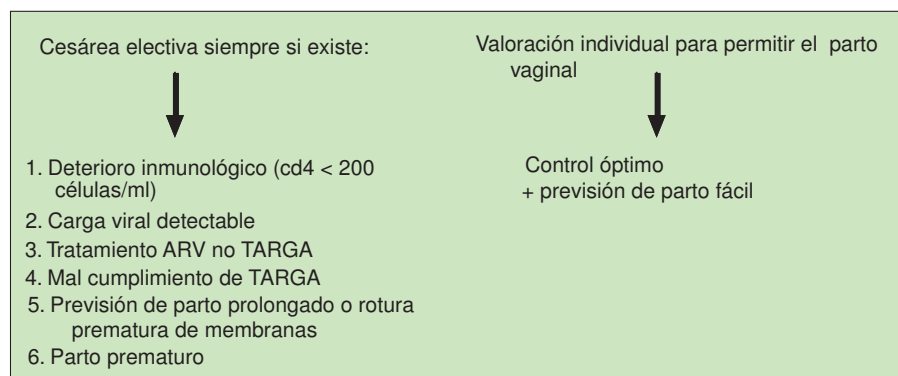 Cesárea electiva siempre si existe:
1. Deterioro inmunológico (cd4 < 200
células/ml)
2. Carga viral detectable
3. Tratamiento ARV no TARGA
4. Mal cumplimiento de TARGA
5. Previsión de parto prolongado o rotura
prematura de membranas
6. Parto prematuro
Valoración individual para permitir el parto
vaginal
Control óptimo
+ previsión de parto fácil